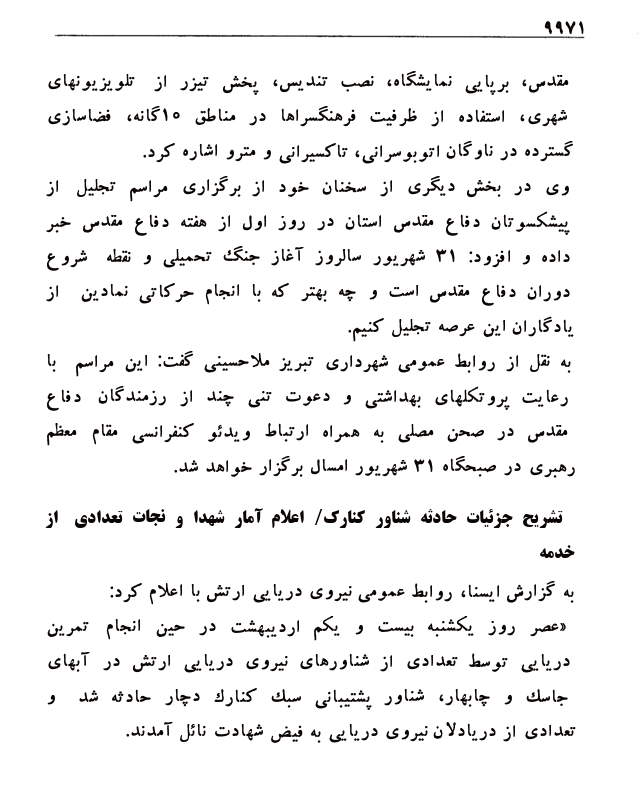 ۹۹۷۱
مقدس، برپایی نمایشگاه، نصب تندیس، پخش تیزر از تلویزیونهای
شهری، استفاده از ظرفیت فرهنگسراها در مناطق ۱۰گانه، فضاسازی
گسترده در ناوگان اتوبوسرانی، تاکسیرانی و مترو اشاره کرد.
وی در بخش دیگری از سخنان خود از برگزاری مراسم تجلیل از
پیشکسوتان دفاع مقدس استان در روز اول از هفته دفاع مقدس خبر
داده و افزود: ۳۱ شهریور سالروز آغاز جنگ تحمیلی و نقطه شروع
دوران دفاع مقدس است و چه بهتر که با انجام حرکاتی نمادین از
یادگاران این عرصه تجلیل کنیم.
به نقل از روابط عمومی شهرداری تبریز ملاحسینی گفت: این مراسم با
رعایت پروتکلهای بهداشتی و دعوت تنی چند از رزمندگان دفاع
مقدس در صحن مصلی به همراه ارتباط ویدئو کنفرانسی مقام معظم
رهبری در صبحگاه ۳۱ شهریور امسال برگزار خواهد شد.
تشریح جزئیات حادثه شناور کنارک/ اعلام آمار شهدا و نجات تعدادی از
خدمه
به گزارش ایسنا، روابط عمومی نیروی دریایی ارتش با اعلام کرد:
«عصر روز یکشنبه بیست و یکم اردیبهشت در حین انجام تمرین
دریایی توسط تعدادی از شناورهای نیروی دریایی ارتش در آبهای
جاسک و چابهار، شناور پشتیبانی سبک کنارک دچار حادثه شد و
تعدادی از دریادلان نیروی دریایی به فیض شهادت نائل آمدند.